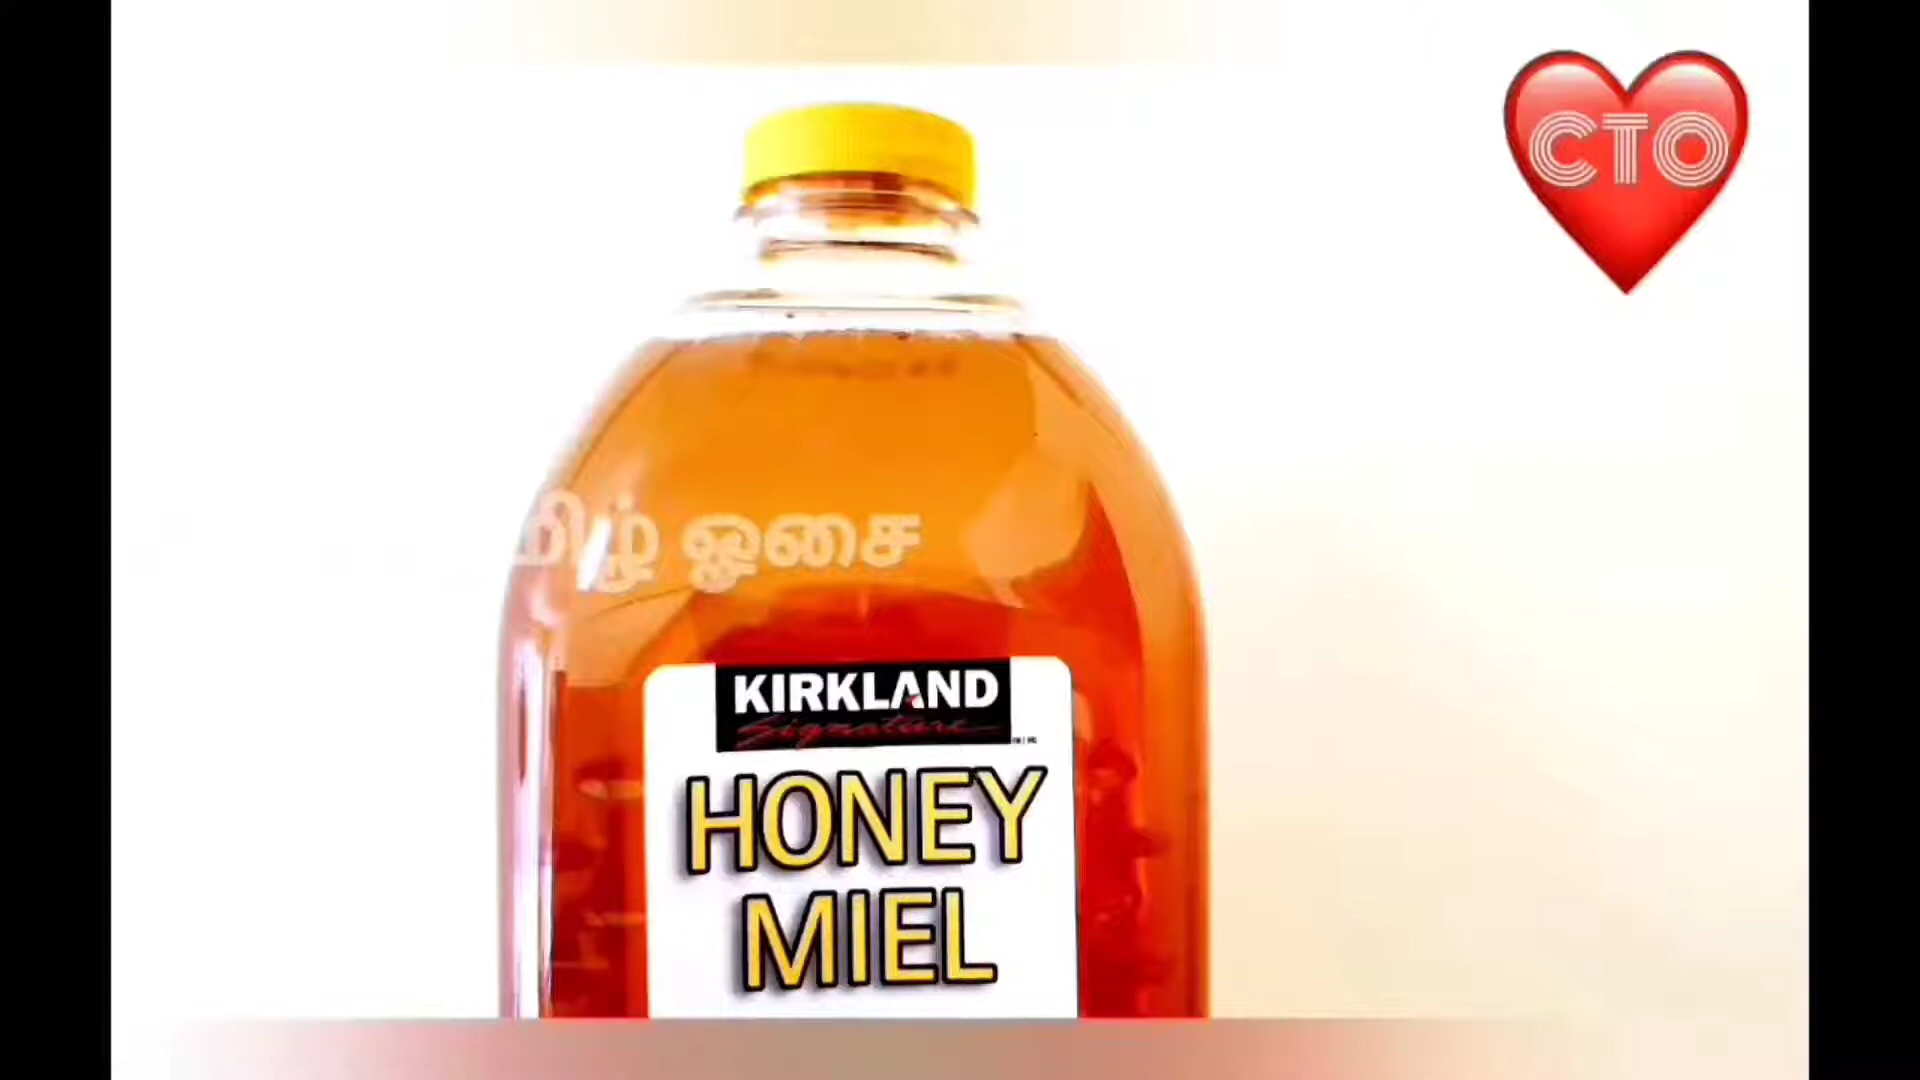 CTO
ஓசை
KIRKLAND
Signature
HONEY
MIEL